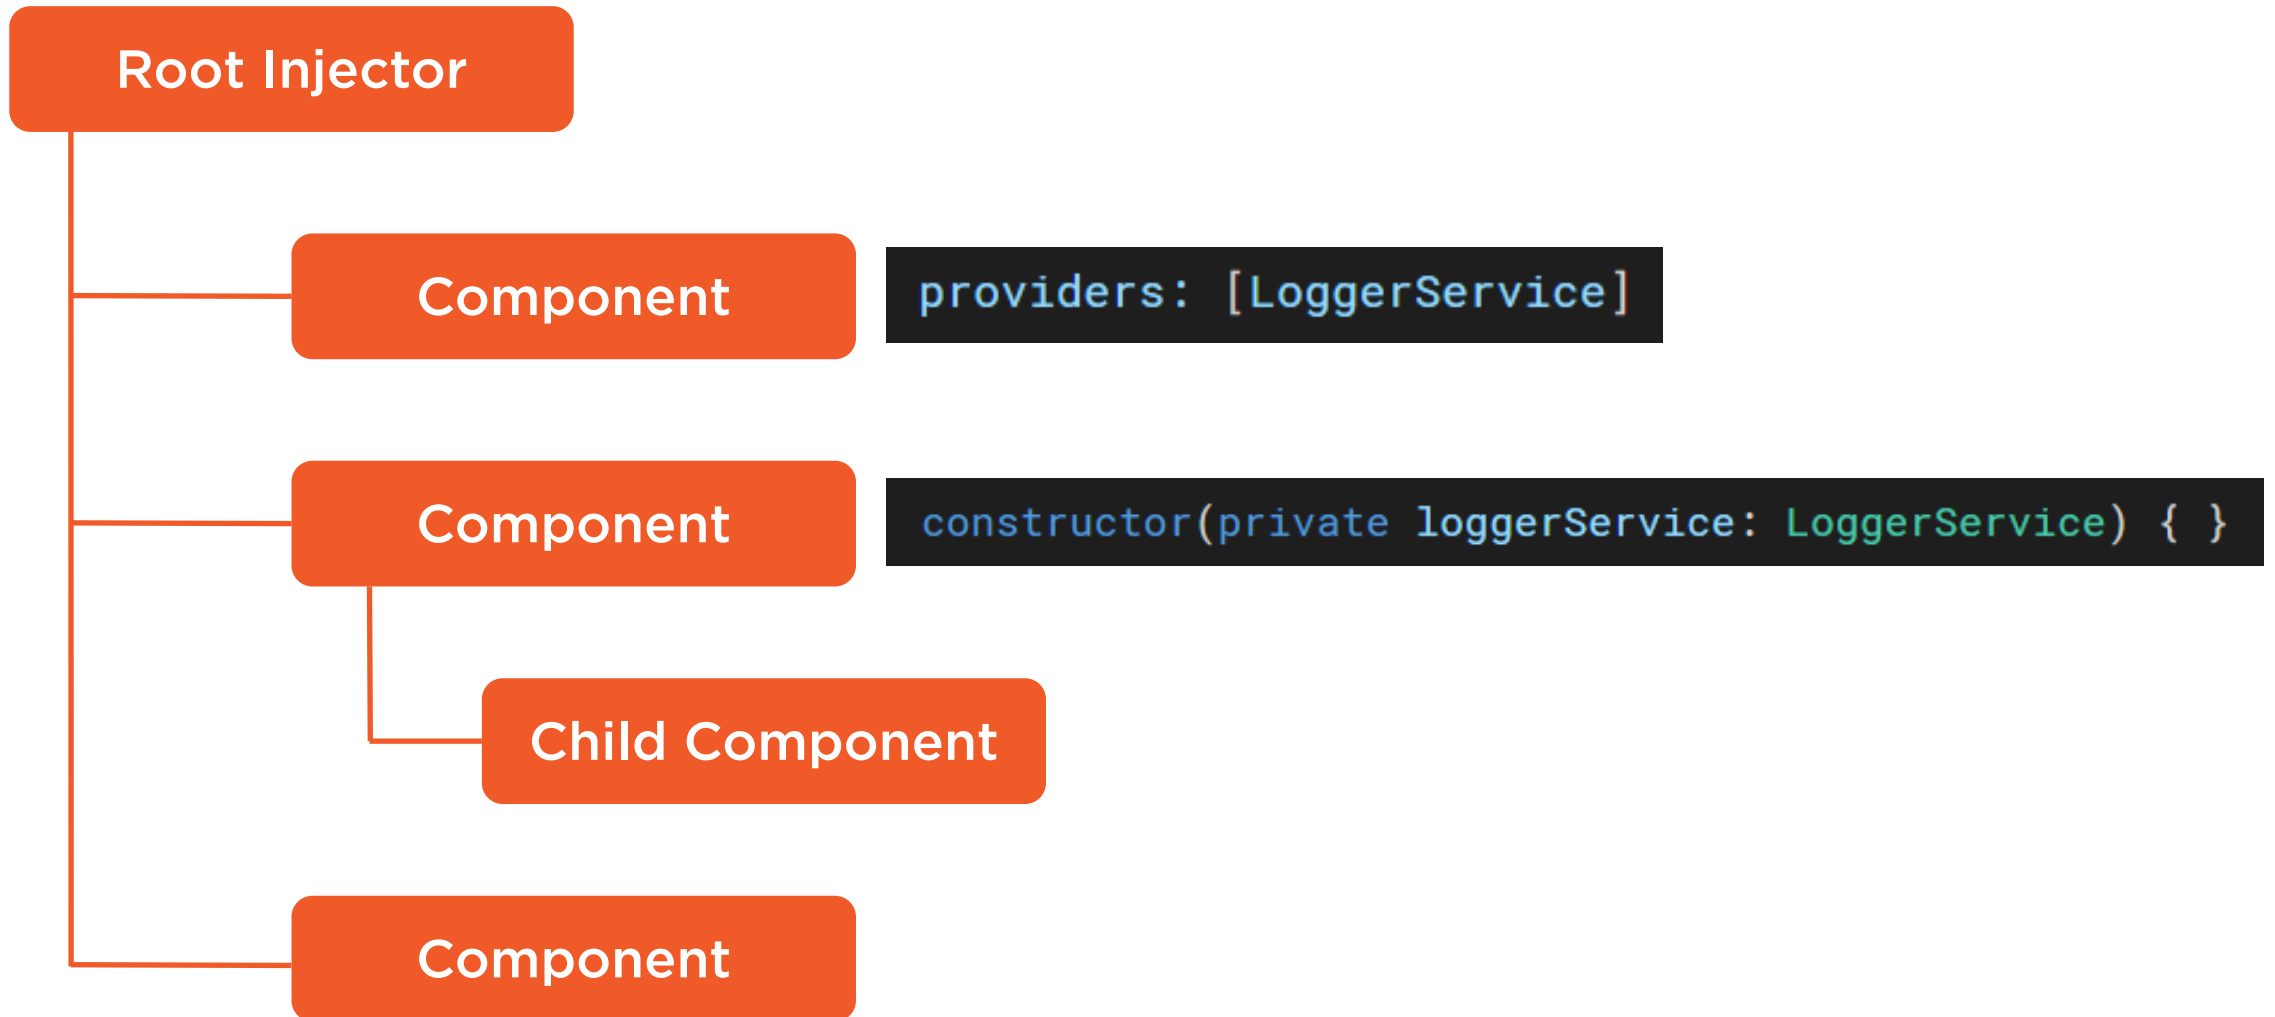 Root Injector
Component
providers: [LoggerService]
Component
constructor(private loggerService: LoggerService) { }
Child Component
Component